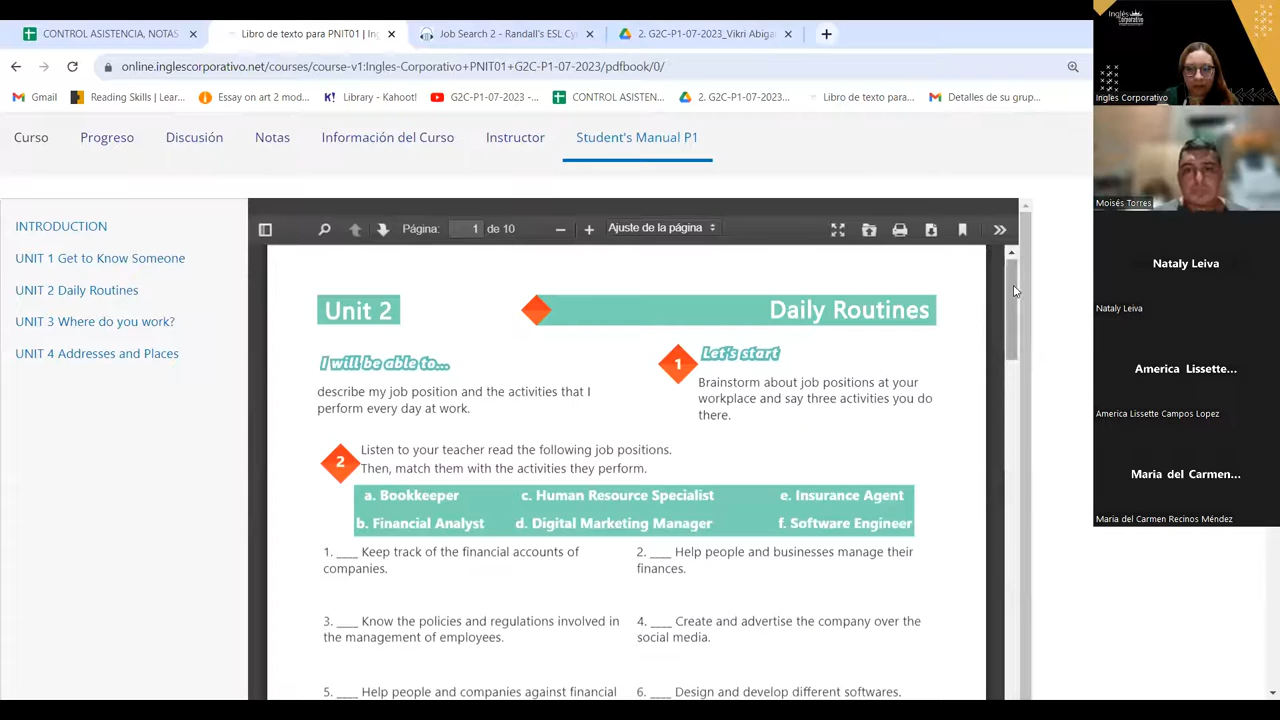 CONTROL ASISTENCIA, NOTAS
Libro de texto para PNIT01 | Ing
Job Search 2 - Randall's ESL Cy
2. G2C-P1-07-2023_Vikri Abiga
online.inglescorporativo.net/courses/course-v1:Ingles-Corporativo+PNIT01+G2C-P1-07-2023/pdfbook/0/
Gmail
Reading Skills | Lear...
Essay on art 2 mod...
Library - Kar
G2C-P1-07-2023 -...
CONTROL ASISTEN...
2. G2C-P1-07-2023...
Libro de texto para...
Detalles de su grup...
Curso
Progreso
Discusión
Notas
Información del Curso
Instructor
Student's Manual P1
INTRODUCTION
UNIT 1 Get to Know Someone
UNIT 2 Daily Routines
UNIT 3 Where do you work?
UNIT 4 Addresses and Places
Página: 1 de 10
Ajuste de la página
Unit 2
Daily Routines
I will be able to...
describe my job position and the activities that I
perform every day at work.
1
Let's start
Brainstorm about job positions at your
workplace and say three activities you do
there.
2
Listen to your teacher read the following job positions.
Then, match them with the activities they perform.
a. Bookkeeper c. Human Resource Specialist e. Insurance Agent
b. Financial Analyst d. Digital Marketing Manager f. Software Engineer
1. ____ Keep track of the financial accounts of
companies.
2. ____ Help people and businesses manage their
finances.
3. ____ Know the policies and regulations involved in
the management of employees.
4. ____ Create and advertise the company over the
social media.
5. ____ Help people and companies against financial
6. ____ Design and develop different softwares.
Inglés
Corporativo
Ingles Corporativo
Moisés Torres
Nataly Leiva
Nataly Leiva
America Lissette...
America Lissette Campos Lopez
Maria del Carmen...
Maria del Carmen Recinos Méndez